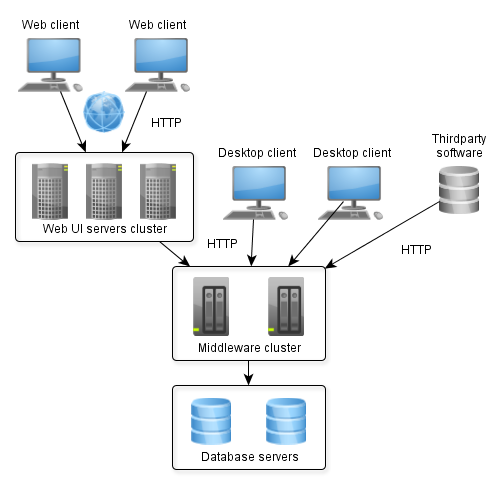 Web client
Web client
HTTP
Thirdparty
software
Desktop client
Desktop client
Web UI servers cluster
HTTP
HTTP
Middleware cluster
Database servers